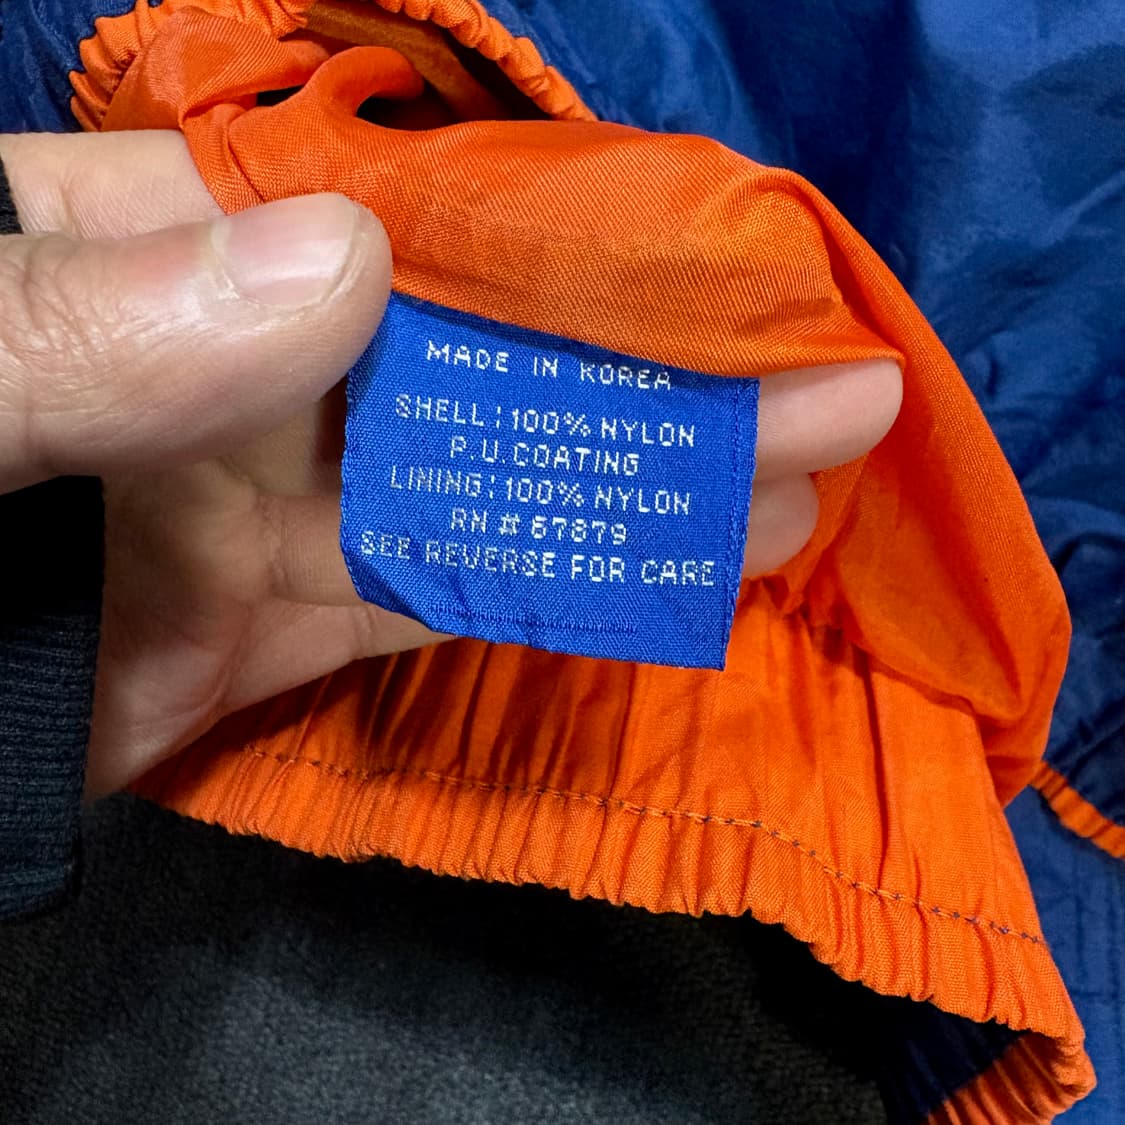 MADE IN KOREA
SHELL:100% NYLON
P.U.COATING
LINING:100% NYLON
RN # 67879
SEE REVERSE FOR CARE